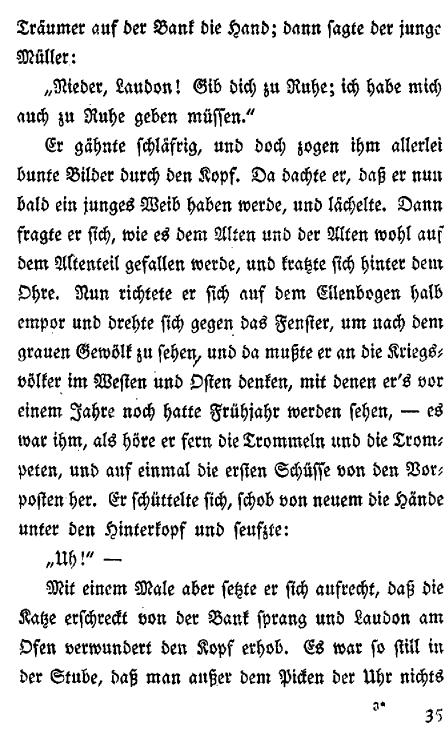 Träumer auf der Bank die Hand; dann sagte der junge
Müller:
„Nieder, Laudon! Gib dich zu Ruhe; ich habe mich
auch zu Ruhe geben müssen.“
Er gähnte schläfrig, und doch zogen ihm allerlei
bunte Bilder durch den Kopf. Da dachte er, daß er nun
bald ein junges Weib haben werde, und lächelte. Dann
fragte er sich, wie es dem Alten und der Alten wohl auf
dem Altenteil gefallen werde, und kratzte sich hinter dem
Ohre. Nun richtete er sich auf dem Ellenbogen halb
empor und drehte sich gegen das Fenster, um nach dem
grauen Gewölk zu sehen, und da mußte er an die Kriegs-
völker im Westen und Osten denken, mit denen er's vor
einem Jahre noch hatte Frühjahr werden sehen, — es
war ihm, als höre er fern die Trommeln und die Trom-
peten, und auf einmal die ersten Schüsse von den Vor-
posten her. Er schüttelte sich, schob von neuem die Hände
unter den Hinterkopf und seufzte:
„Uh!“ —
Mit einem Male aber setzte er sich aufrecht, daß die
Katze erschreckt von der Bank sprang und Laudon am
Ofen verwundert den Kopf erhob. Es war so still in
der Stube, daß man außer dem Picken der Uhr nichts
3*
35